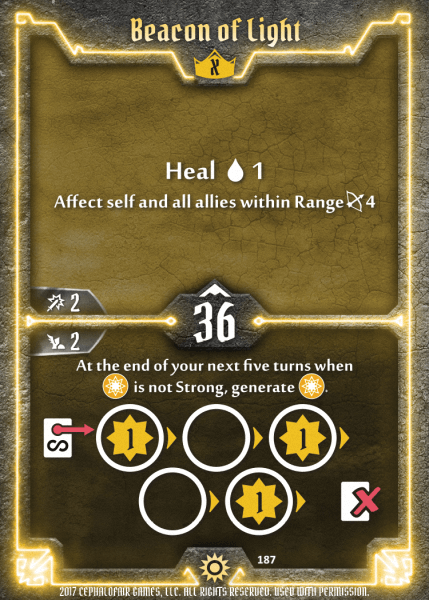 Beacon of Light
X
Heal 1
Affect self and all allies within Range 4
2
36
2
At the end of your next five turns when
is not Strong, generate .
S
1
1
1
187
2017 CEPHALOFAIR GAMES, LLC. ALL RIGHTS RESERVED. USED WITH PERMISSION.